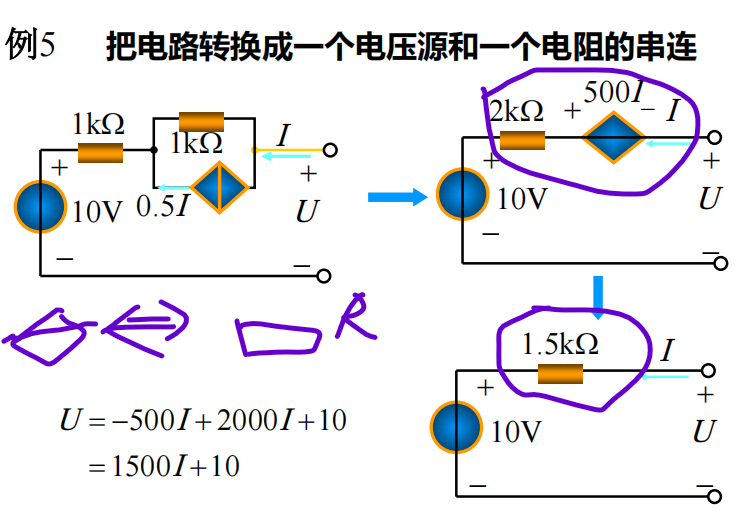 例5 把电路转换成一个电压源和一个电阻的串连
1kΩ
1kΩ
I
+
+
10V
0.5I
U
−
−
2kΩ
+ 500I −
I
+
+
10V
U
−
−
R
1.5kΩ
I
+
+
10V
U
−
−
U = −500I + 2000I + 10
= 1500I + 10